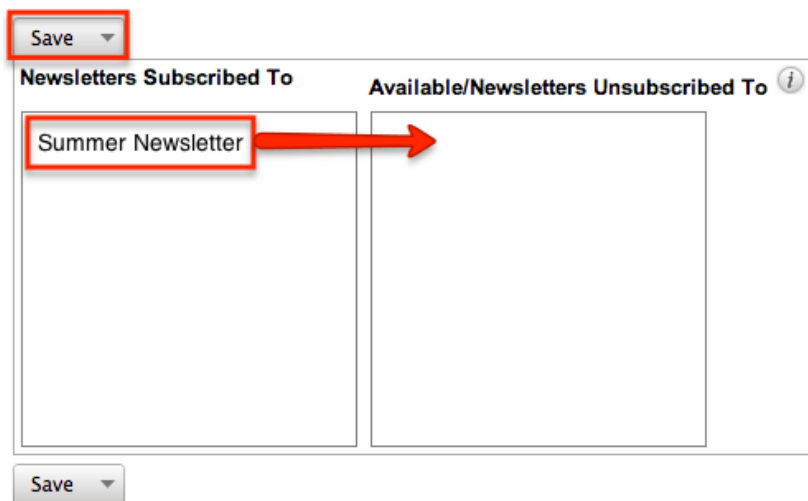 Save
Newsletters Subscribed To
Available/Newsletters Unsubscribed To i
Summer Newsletter
Save